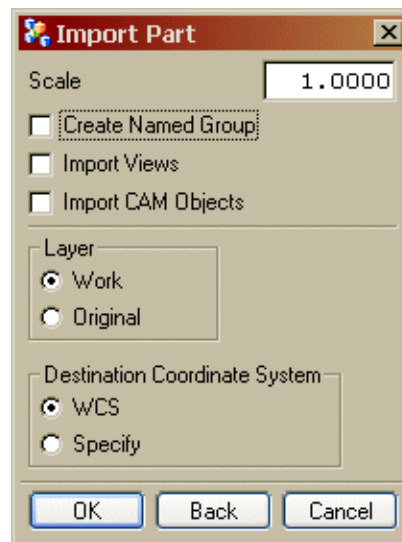 Import Part
Scale 1.0000
Create Named Group
Import Views
Import CAM Objects
Layer
Work
Original
Destination Coordinate System
WCS
Specify
OK Back Cancel